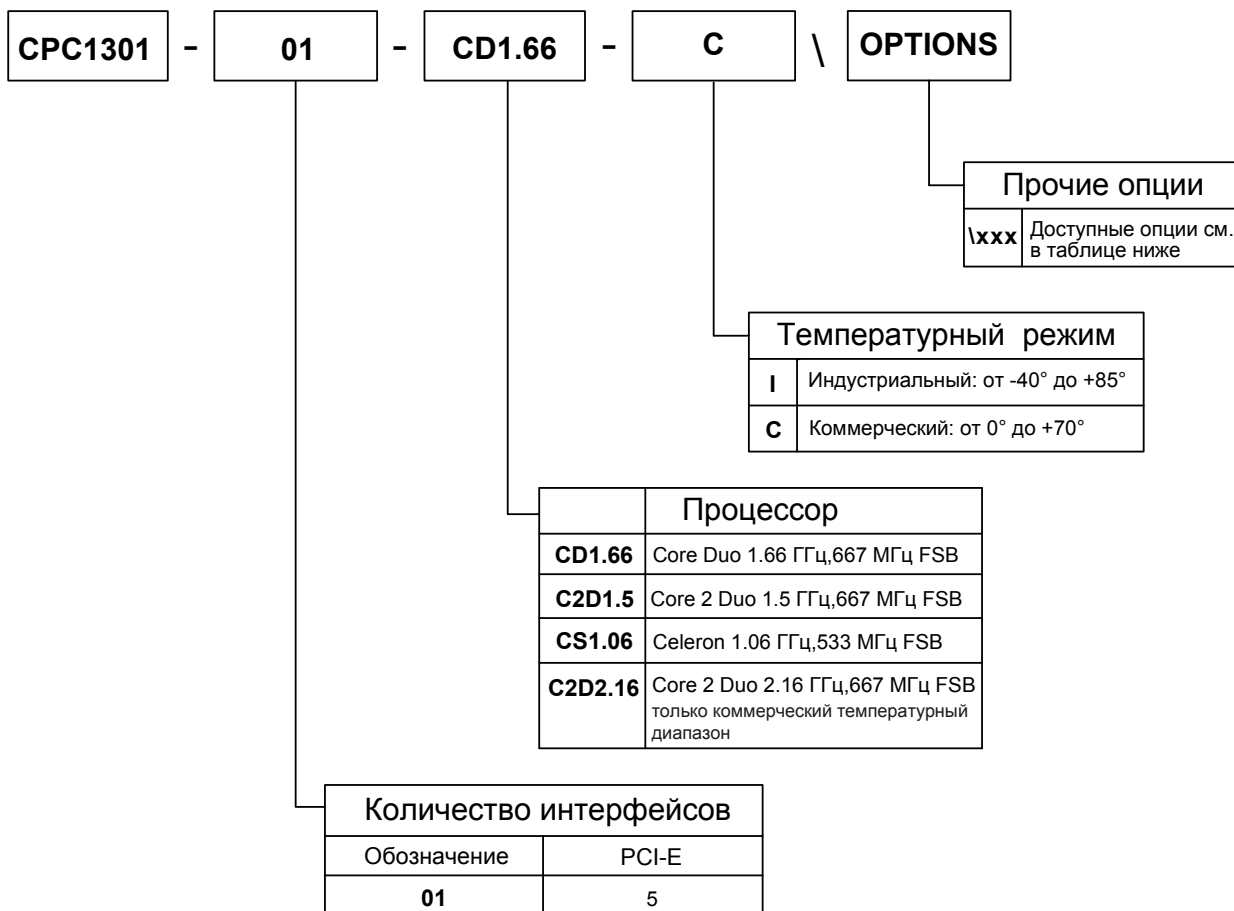 CPC1301 - 01 - CD1.66 - C \ OPTIONS
Прочие опции
\xxx Доступные опции см.
в таблице ниже
Температурный режим
I Индустриальный: от -40° до +85°
C Коммерческий: от 0° до +70°
Процессор
CD1.66 Core Duo 1.66 ГГц,667 МГц FSB
C2D1.5 Core 2 Duo 1.5 ГГц,667 МГц FSB
CS1.06 Celeron 1.06 ГГц,533 МГц FSB
C2D2.16 Core 2 Duo 2.16 ГГц,667 МГц FSB
только коммерческий температурный
диапазон
Количество интерфейсов
Обозначение PCI-E
01 5